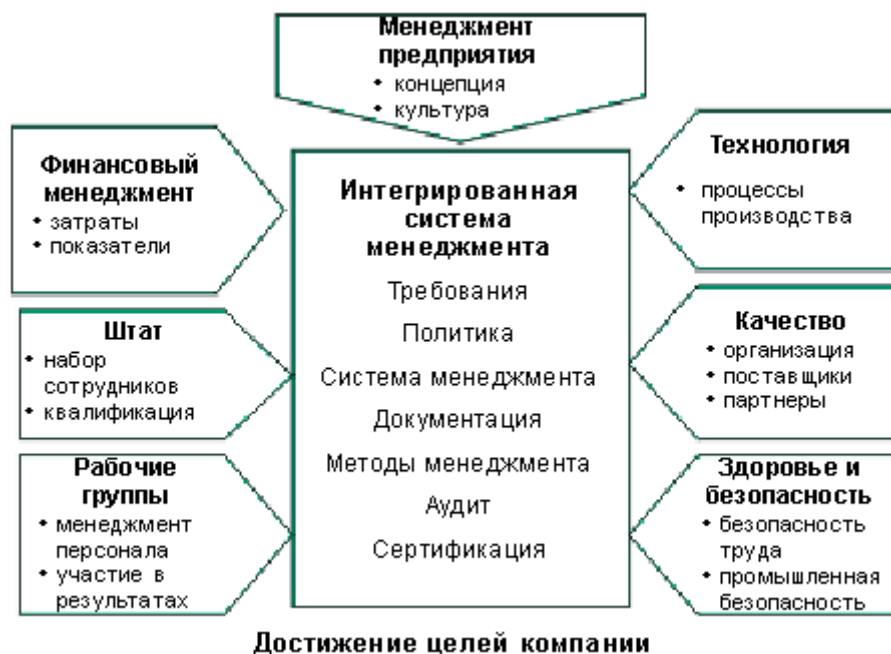 Менеджмент
предприятия
• концепция
• культура
Финансовый
менеджмент
• затраты
• показатели
Штат
• набор
сотрудников
• квалификация
Рабочие
группы
• менеджмент
персонала
• участие в
результатах
Интегрированная
система
менеджмента
Требования
Политика
Система менеджмента
Документация
Методы менеджмента
Аудит
Сертификация
Технология
• процессы
производства
Качество
• организация
• поставщики
• партнеры
Здоровье и
безопасность
• безопасность
труда
• промышленная
безопасность
Достижение целей компании